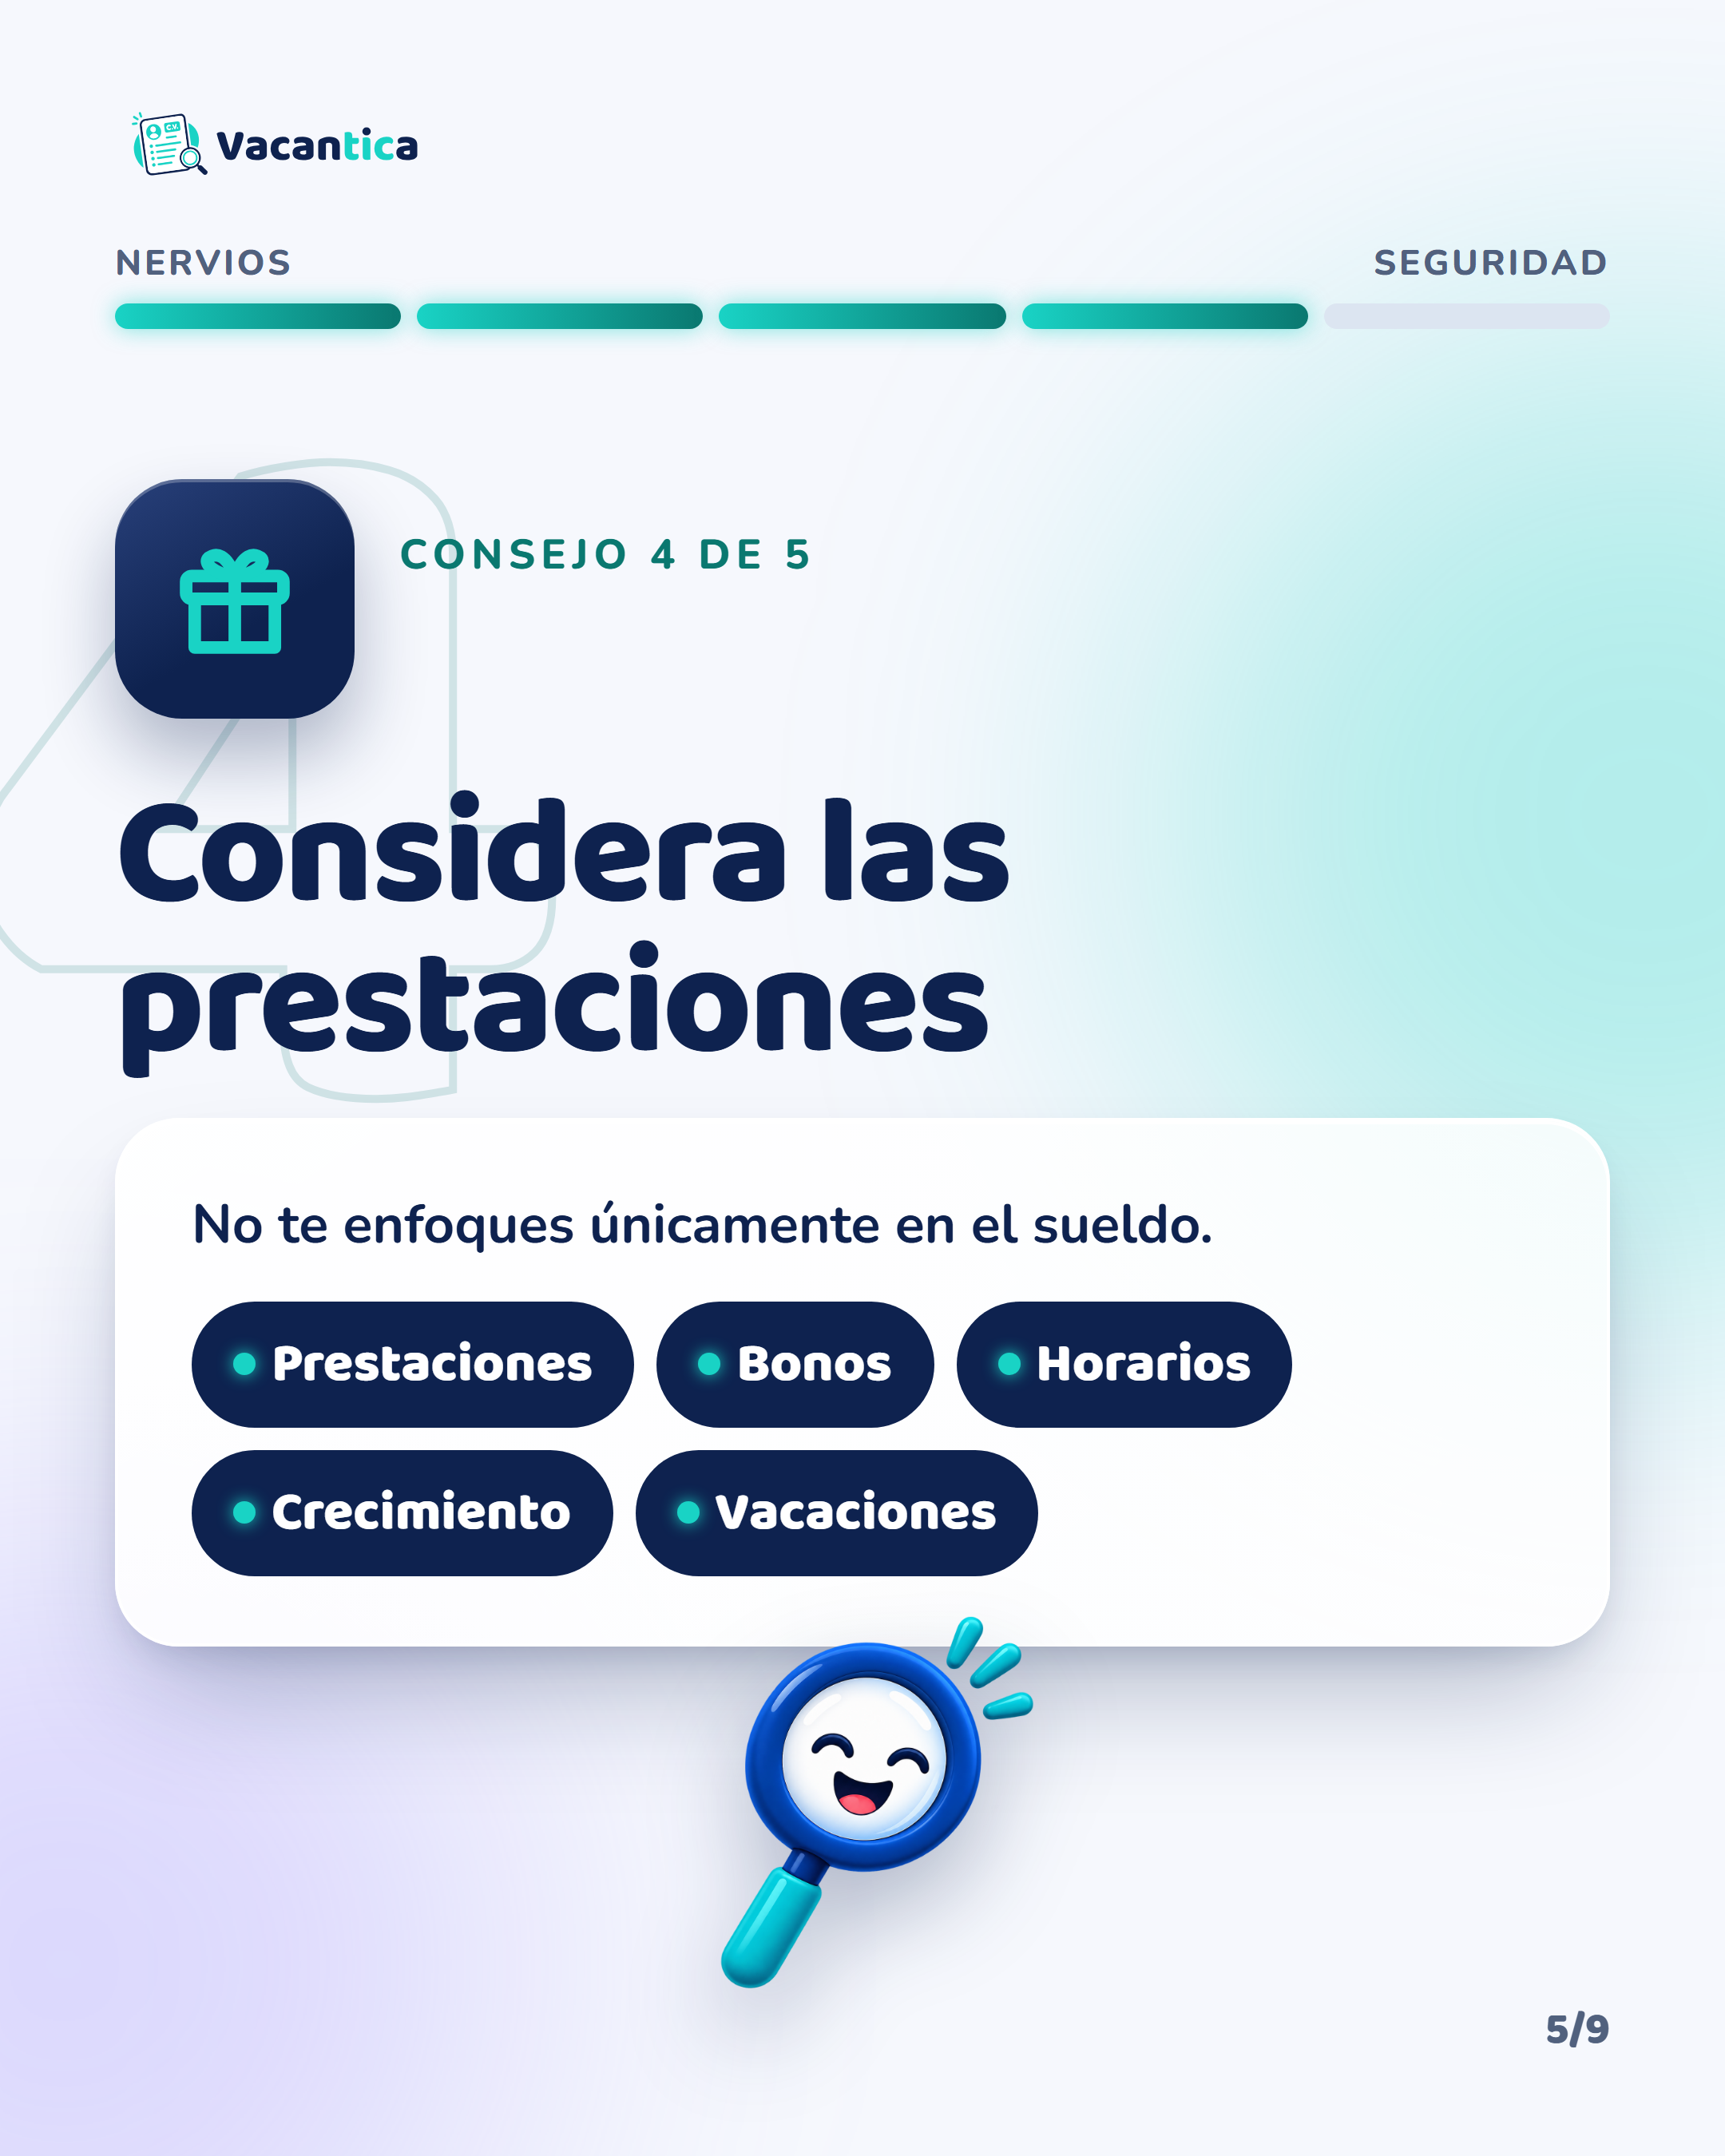 C.V.
Vacantica
NERVIOS
SEGURIDAD
4
CONSEJO 4 DE 5
Considera las
prestaciones
No te enfoques únicamente en el sueldo.
Prestaciones
Bonos
Horarios
Crecimiento
Vacaciones
5/9